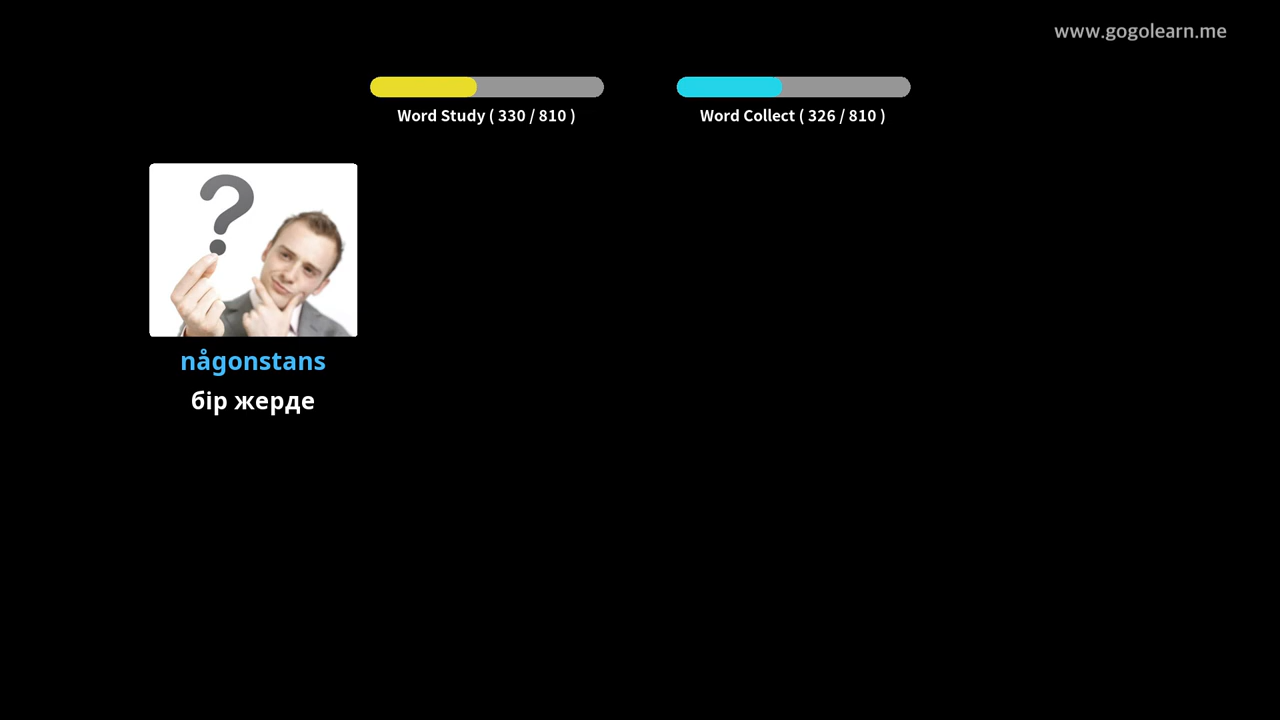 www.gogolearn.me
Word Study ( 330 / 810 )
Word Collect ( 326 / 810 )
?
någonstans
бір жерде